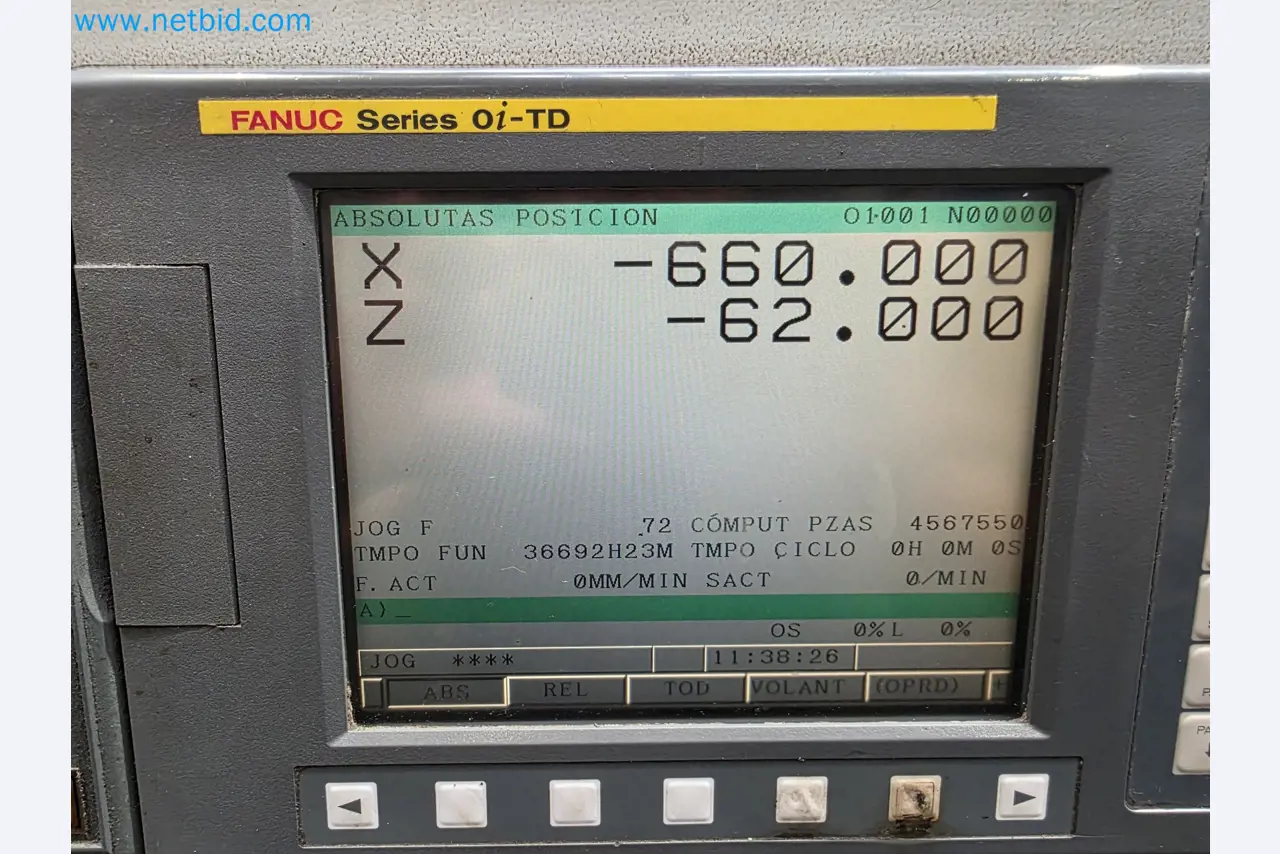 www.netbid.com
FANUC Series 0i-TD
ABSOLUTAS POSICION O1001 N00000
X -660.000
Z -62.000
JOG F 72 CÓMPUT PZAS 4567550
TMPO FUN 36692H23M TMPO CICLO 0H 0M 0S
F. ACT 0MM/MIN SACT 0/MIN
A)_
OS 0% L 0%
JOG **** 11:38:26
ABS REL TOD VOLANT (OPRD) +